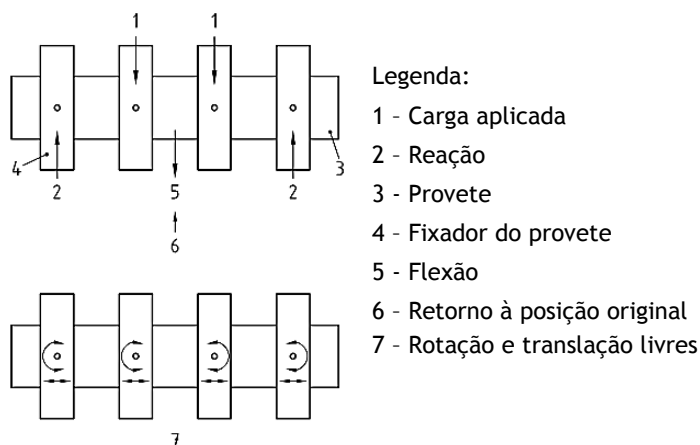 1 1
4 2 5 2 3
6
7
Legenda:
1 – Carga aplicada
2 – Reação
3 - Provete
4 – Fixador do provete
5 - Flexão
6 – Retorno à posição original
7 – Rotação e translação livres